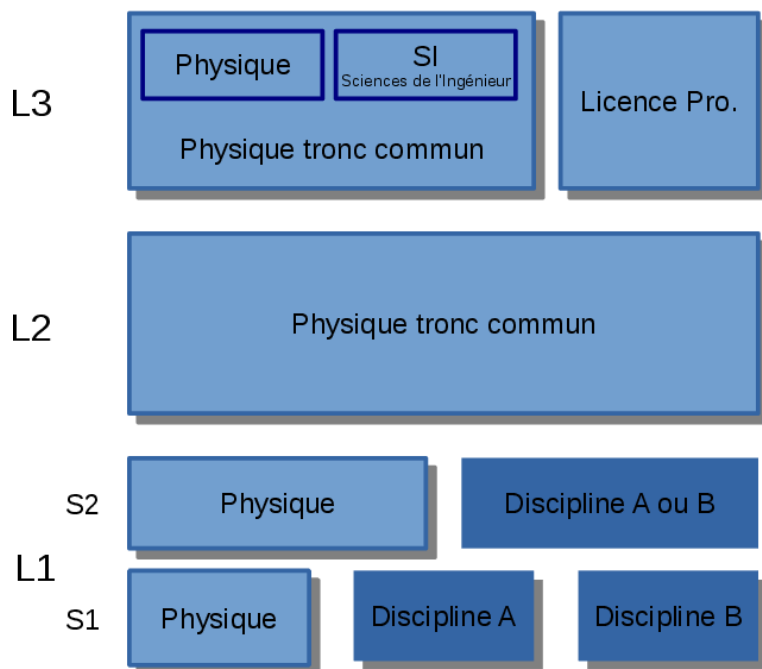 Physique
SI
Sciences de l'Ingénieur
L3
Licence Pro.
Physique tronc commun
L2
Physique tronc commun
S2
Physique
Discipline A ou B
L1
S1
Physique
Discipline A
Discipline B